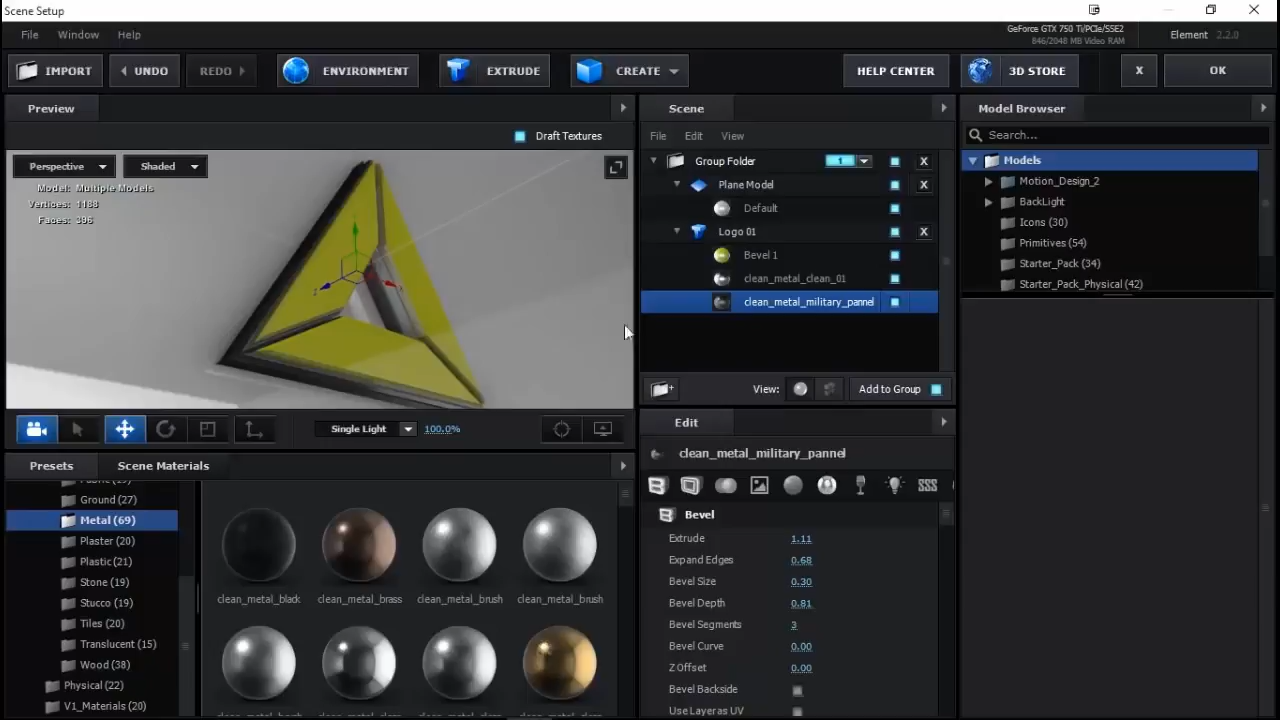 Scene Setup
File Window Help
GeForce GTX 750 Ti/PCIe/SSE2
846/2048 MB Video RAM
Element 2.2.0
IMPORT UNDO REDO ENVIRONMENT EXTRUDE CREATE HELP CENTER 3D STORE X OK
Preview
Draft Textures
Perspective Shaded
Model: Multiple Models
Vertices: 1188
Faces: 396
Single Light 100.0%
Scene
File Edit View
Group Folder 1 X
Plane Model X
Default
Logo 01 X
Bevel 1
clean_metal_clean_01
clean_metal_military_pannel
View: Add to Group
Model Browser
Search...
Models
Motion_Design_2
BackLight
Icons (30)
Primitives (54)
Starter_Pack (34)
Starter_Pack_Physical (42)
Presets Scene Materials
Ground (27)
Metal (69)
Plaster (20)
Plastic (21)
Stone (19)
Stucco (19)
Tiles (20)
Translucent (15)
Wood (38)
Physical (22)
V1_Materials (20)
clean_metal_black clean_metal_brass clean_metal_brush clean_metal_brush
Edit
clean_metal_military_pannel
Bevel
Extrude 1.11
Expand Edges 0.68
Bevel Size 0.30
Bevel Depth 0.81
Bevel Segments 3
Bevel Curve 0.00
Z Offset 0.00
Bevel Backside
Use Layer as UV